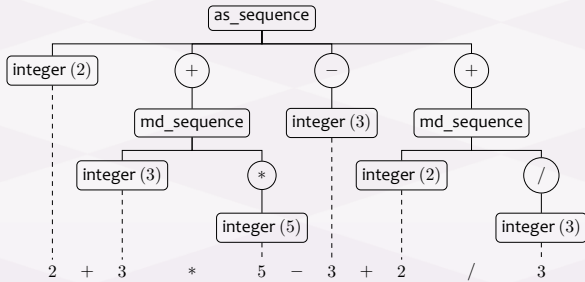 as_sequence
integer (2) + − +
md_sequence integer (3) md_sequence
integer (3) * integer (2) /
integer (5) integer (3)
2 + 3 * 5 − 3 + 2 / 3